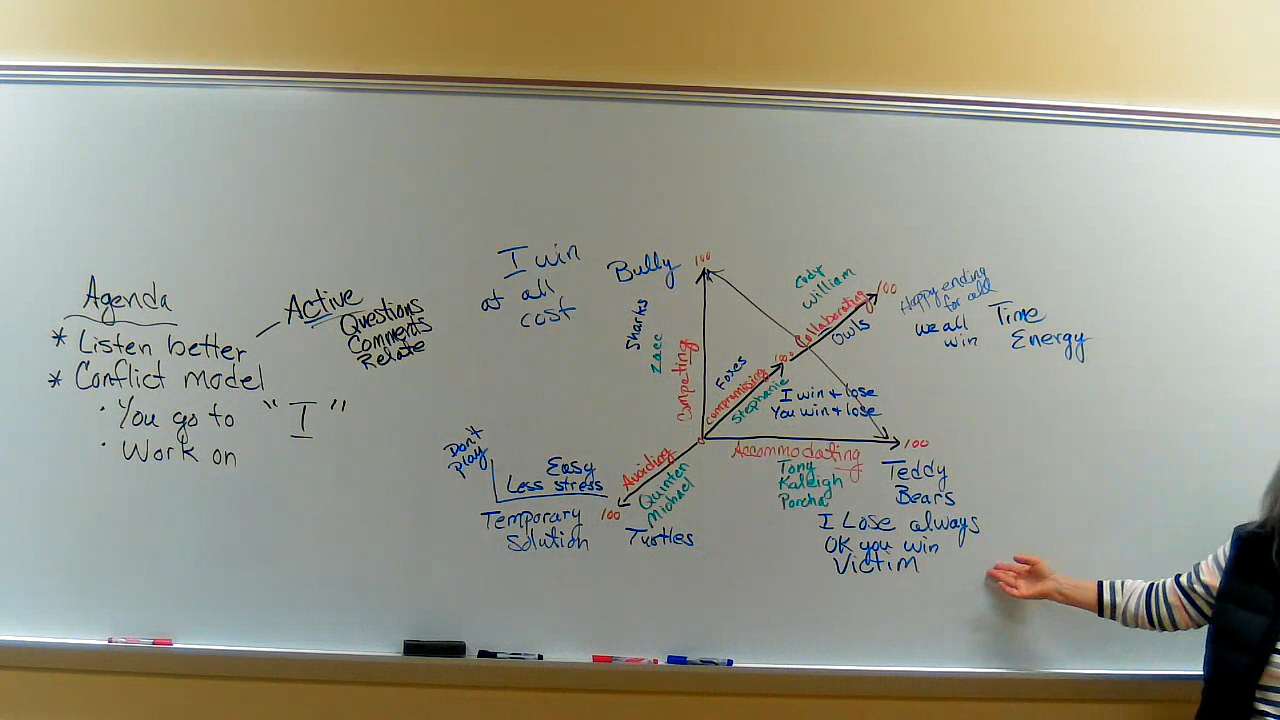 Agenda
* Listen better
* Conflict model
· You go to "I"
· Work on
Active
Questions
Comments
Relate
I win
at all
cost
Bully
100
Sharks
Zacc
Competing
Foxes
Compromising
Stephanie
Cody
William
Collaborating
100
Owls
Happy ending
for all
we all
win
Time
Energy
I win + lose
You win + lose
100
Accommodating
Tony
Kaleigh
Porcha
Teddy
Bears
I Lose always
OK you win
Victim
Avoiding
Quinten
Michael
100
Turtles
Don't
play
Easy
Less stress
Temporary
Solution